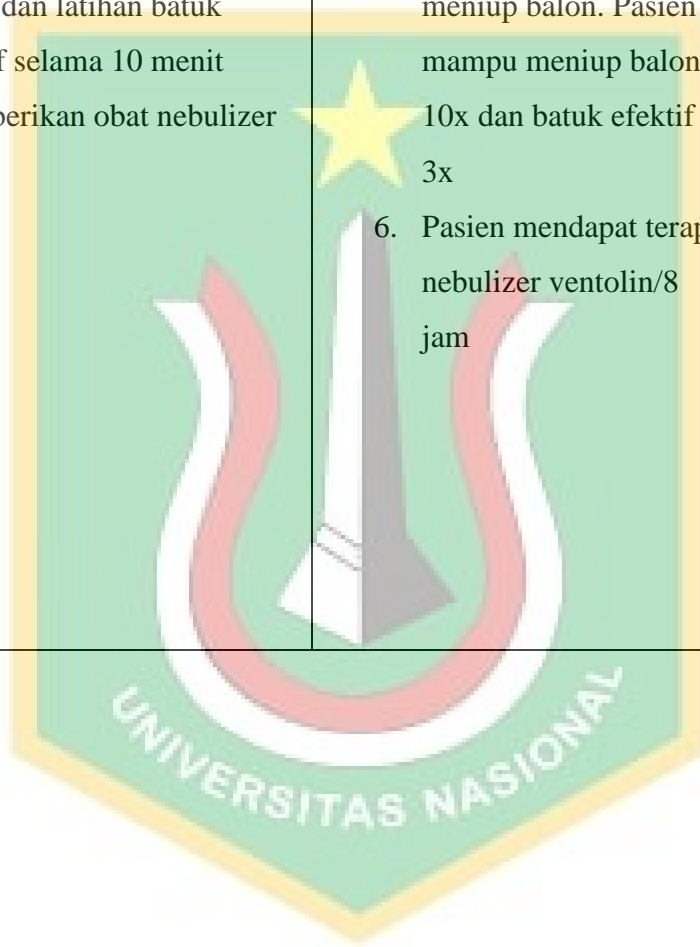 dan latihan batuk
f selama 10 menit
berikan obat nebulizer
meniup balon. Pasien
mampu meniup balon
10x dan batuk efektif
3x
6. Pasien mendapat terap
nebulizer ventolin/8
jam
UNIVERSITAS NASIONAL